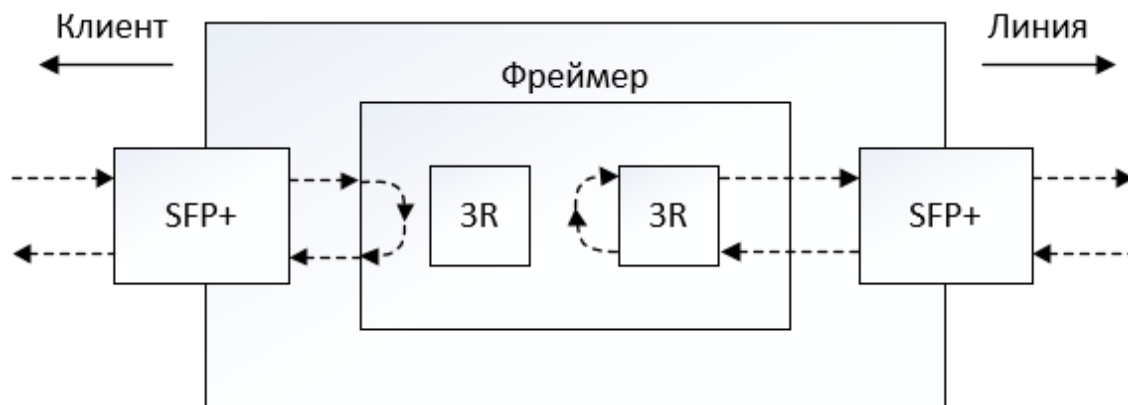 Клиент
Линия
Фреймер
SFP+
3R
3R
SFP+